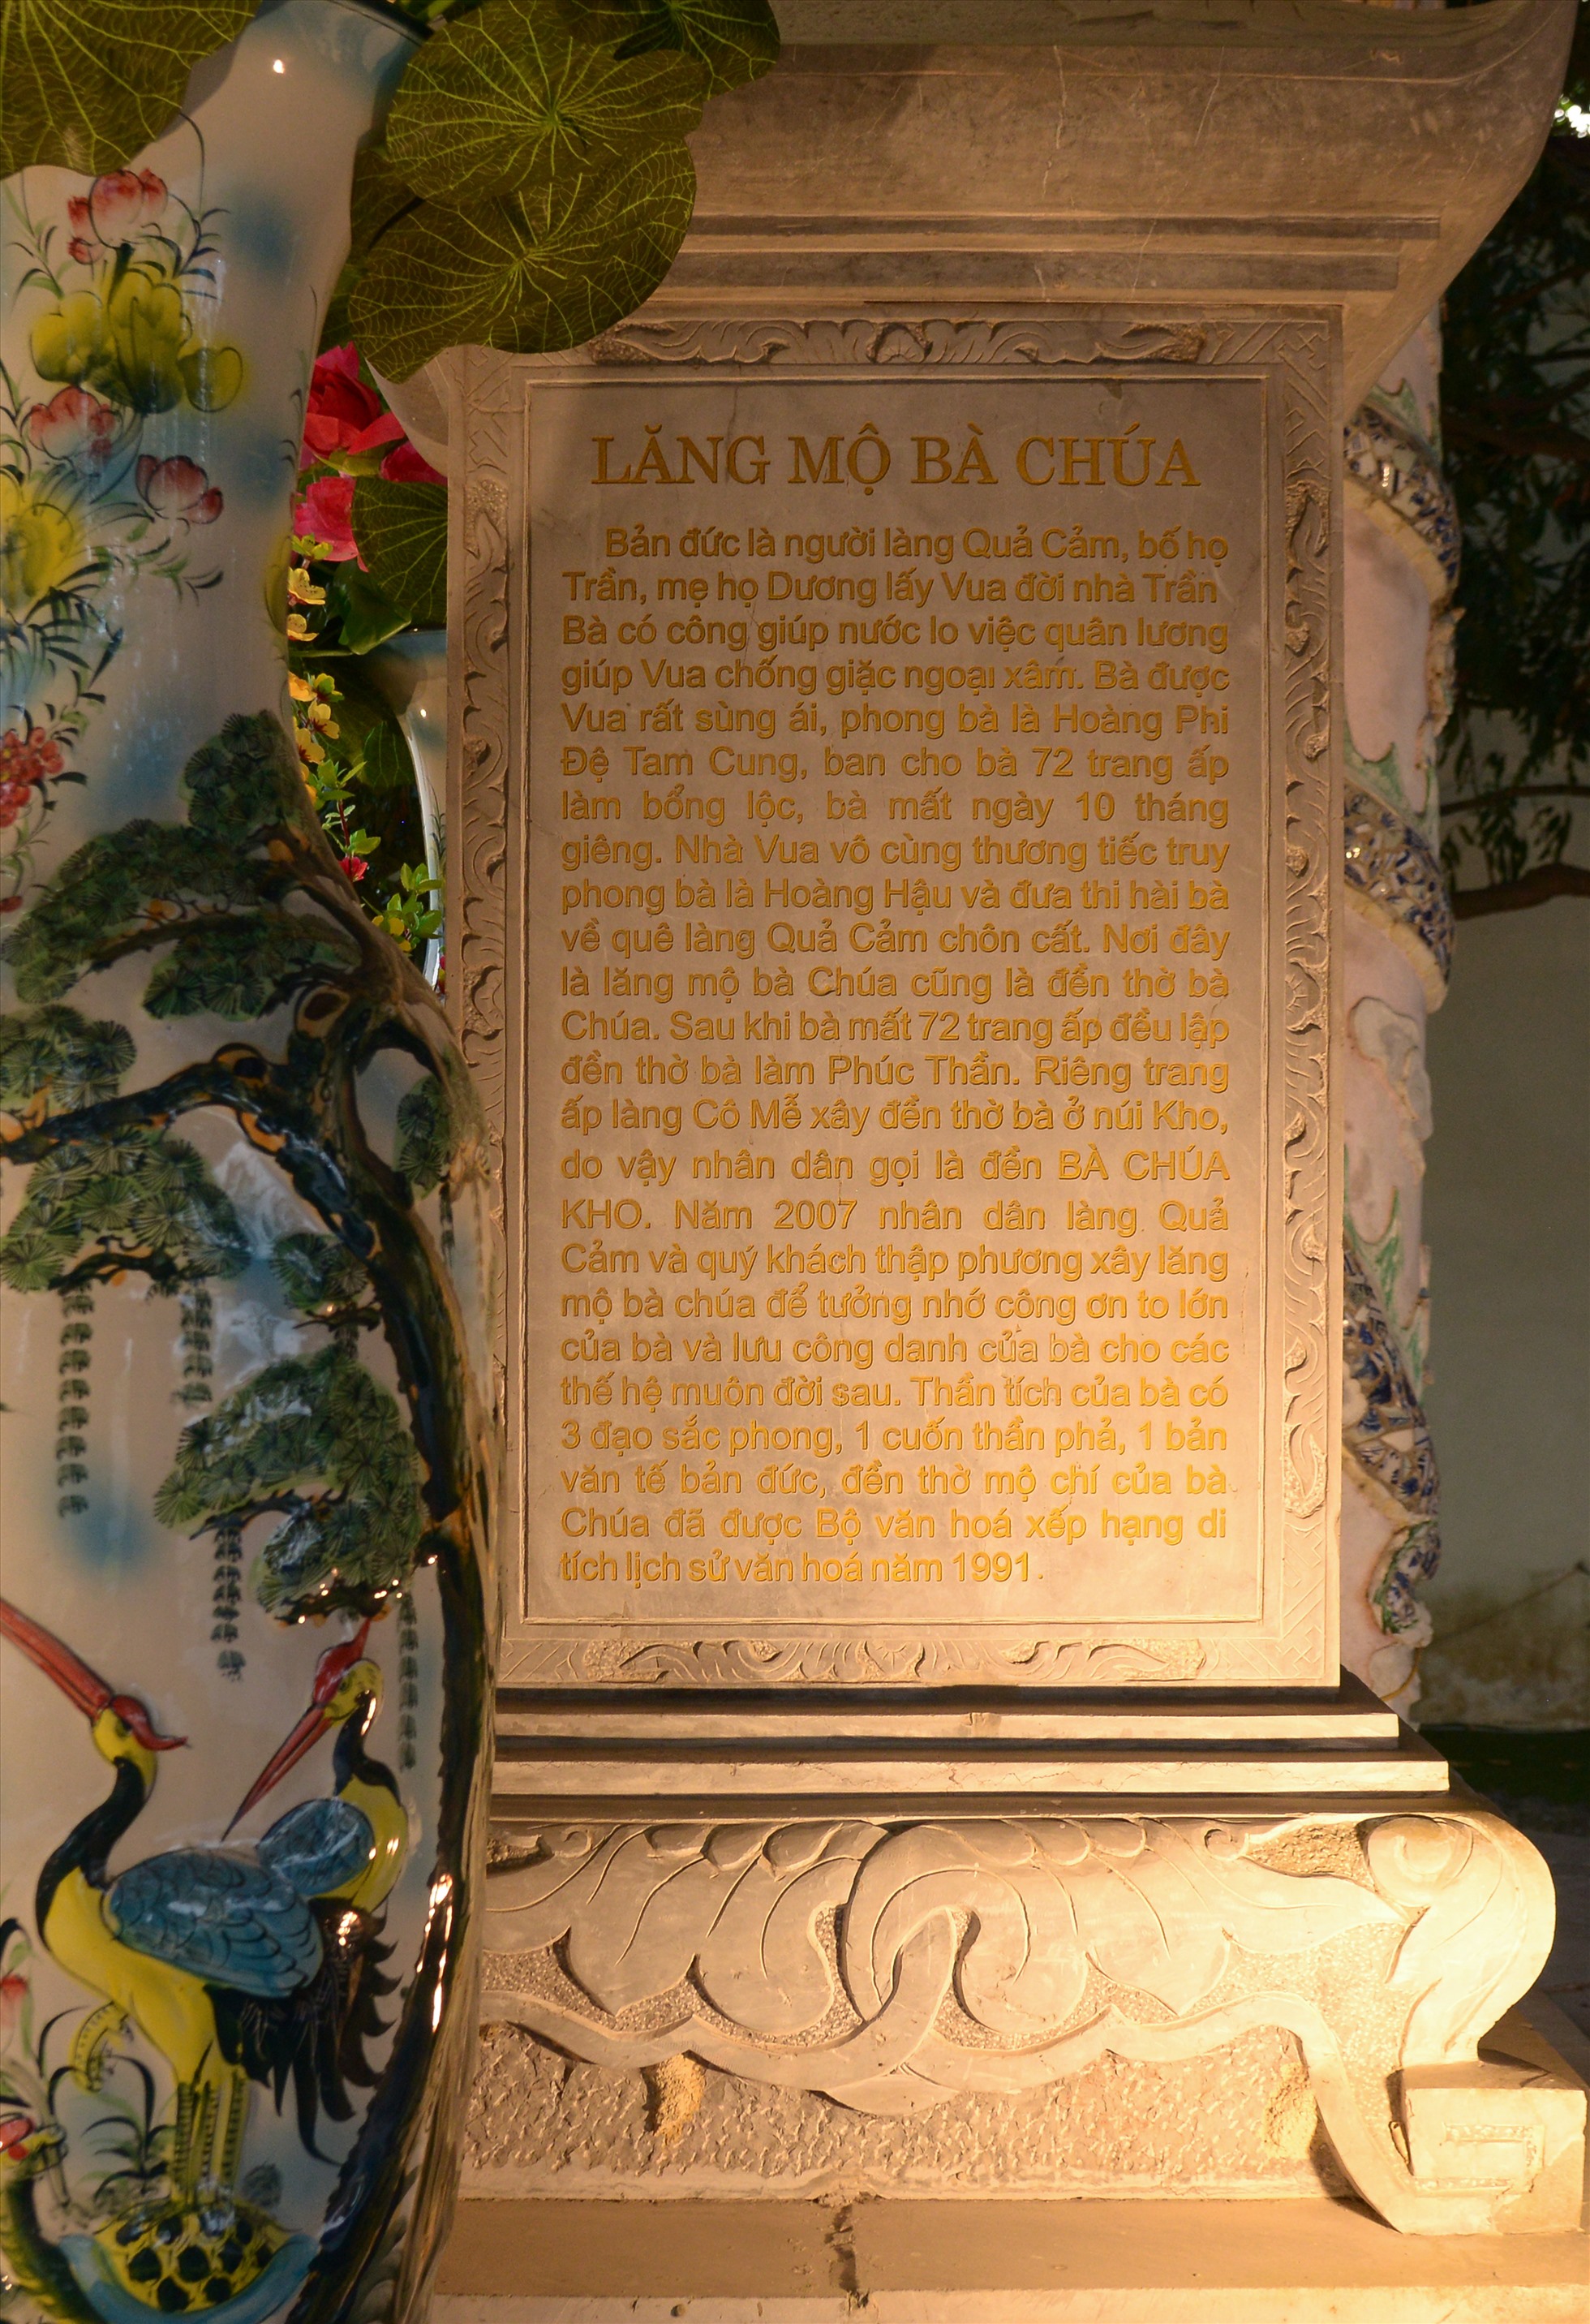 LĂNG MỘ BÀ CHÚA
Bản đức là người làng Quả Cảm, bố họ
Trần, mẹ họ Dương lấy Vua đời nhà Trần
Bà có công giúp nước lo việc quân lương
giúp Vua chống giặc ngoại xâm. Bà được
Vua rất sùng ái, phong bà là Hoàng Phi
Đệ Tam Cung, ban cho bà 72 trang ấp
làm bổng lộc, bà mất ngày 10 tháng
giêng. Nhà Vua vô cùng thương tiếc truy
phong bà là Hoàng Hậu và đưa thi hài bà
về quê làng Quả Cảm chôn cất. Nơi đây
là lăng mộ bà Chúa cũng là đền thờ bà
Chúa. Sau khi bà mất 72 trang ấp đều lập
đền thờ bà làm Phúc Thần. Riêng trang
ấp làng Cô Mễ xây đền thờ bà ở núi Kho,
do vậy nhân dân gọi là đền BÀ CHÚA
KHO. Năm 2007 nhân dân làng Quả
Cảm và quý khách thập phương xây lăng
mộ bà chúa để tưởng nhớ công ơn to lớn
của bà và lưu công danh của bà cho các
thế hệ muôn đời sau. Thần tích của bà có
3 đạo sắc phong, 1 cuốn thần phả, 1 bản
văn tế bản đức, đền thờ mộ chí của bà
Chúa đã được Bộ văn hoá xếp hạng di
tích lịch sử văn hoá năm 1991.